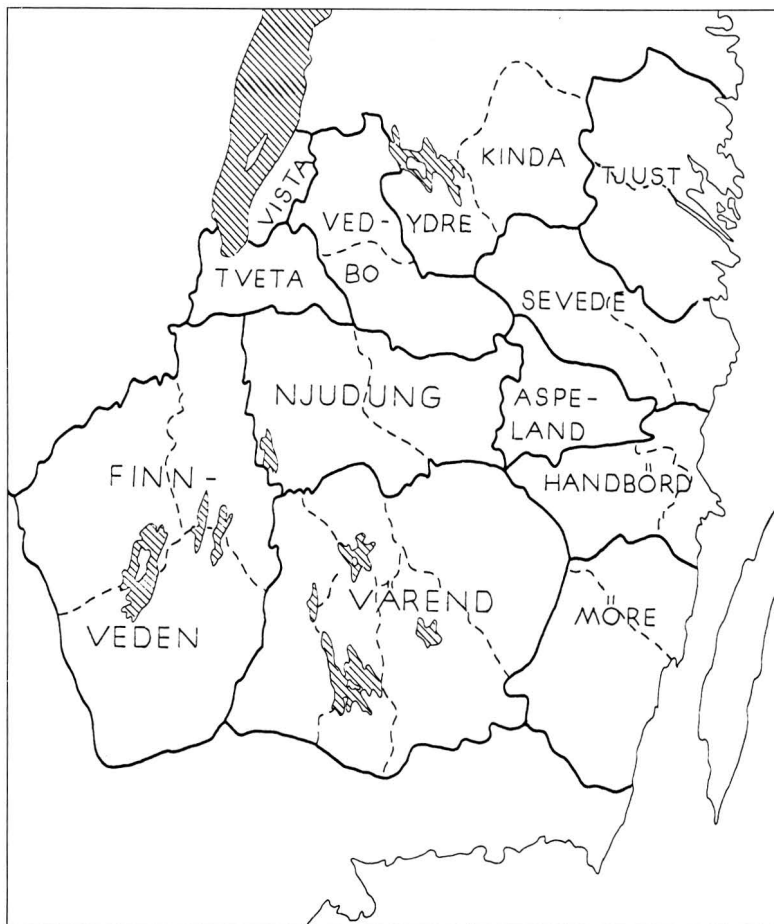 KINDA
TJUST
VISTA
VED- YDRE
BO
TVETA
SEVEDE
NJUDUNG
ASPE-
LAND
FINN-
HANDBÖRD
VÄREND
MÖRE
VEDEN